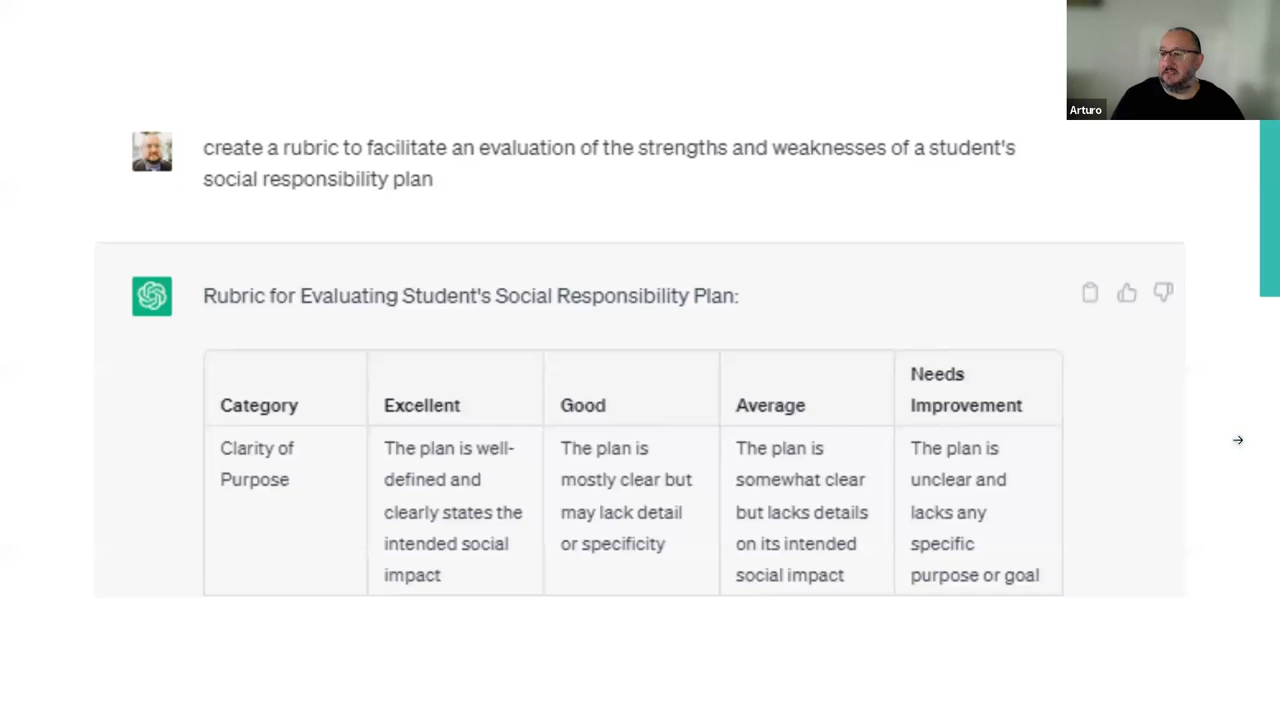 Arturo
create a rubric to facilitate an evaluation of the strengths and weaknesses of a student's
social responsibility plan
Rubric for Evaluating Student's Social Responsibility Plan:
Category
Excellent
Good
Average
Needs
Improvement
Clarity of
Purpose
The plan is well-
defined and
clearly states the
intended social
impact
The plan is
mostly clear but
may lack detail
or specificity
The plan is
somewhat clear
but lacks details
on its intended
social impact
The plan is
unclear and
lacks any
specific
purpose or goal